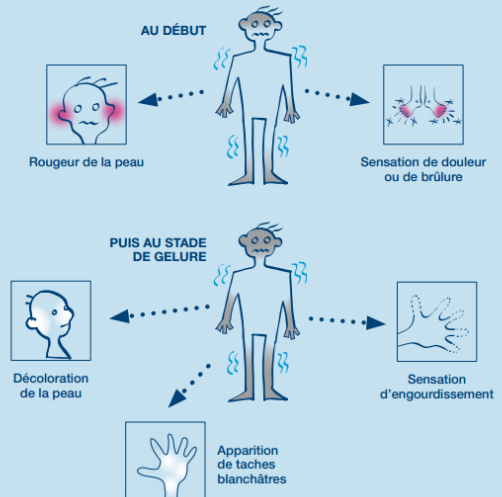 AU DÉBUT
Rougeur de la peau
Sensation de douleur
ou de brûlure
PUIS AU STADE
DE GELURE
Décoloration
de la peau
Sensation
d'engourdissement
Apparition
de taches
blanchâtres